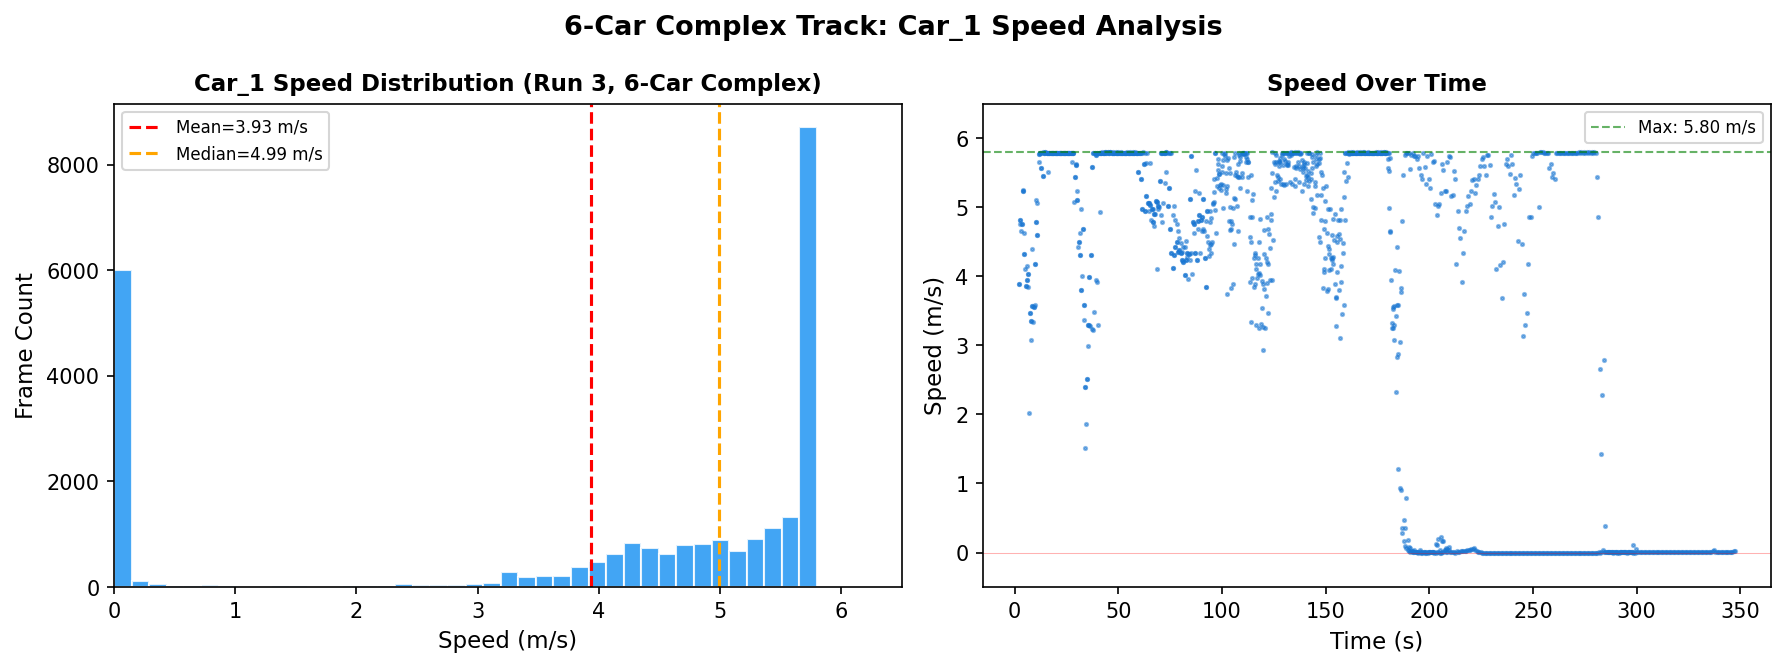 6-Car Complex Track: Car_1 Speed Analysis
Car_1 Speed Distribution (Run 3, 6-Car Complex)
Mean=3.93 m/s
Median=4.99 m/s
Frame Count
8000
6000
4000
2000
0
0 1 2 3 4 5 6
Speed (m/s)
Speed Over Time
Max: 5.80 m/s
Speed (m/s)
6
5
4
3
2
1
0
0 50 100 150 200 250 300 350
Time (s)